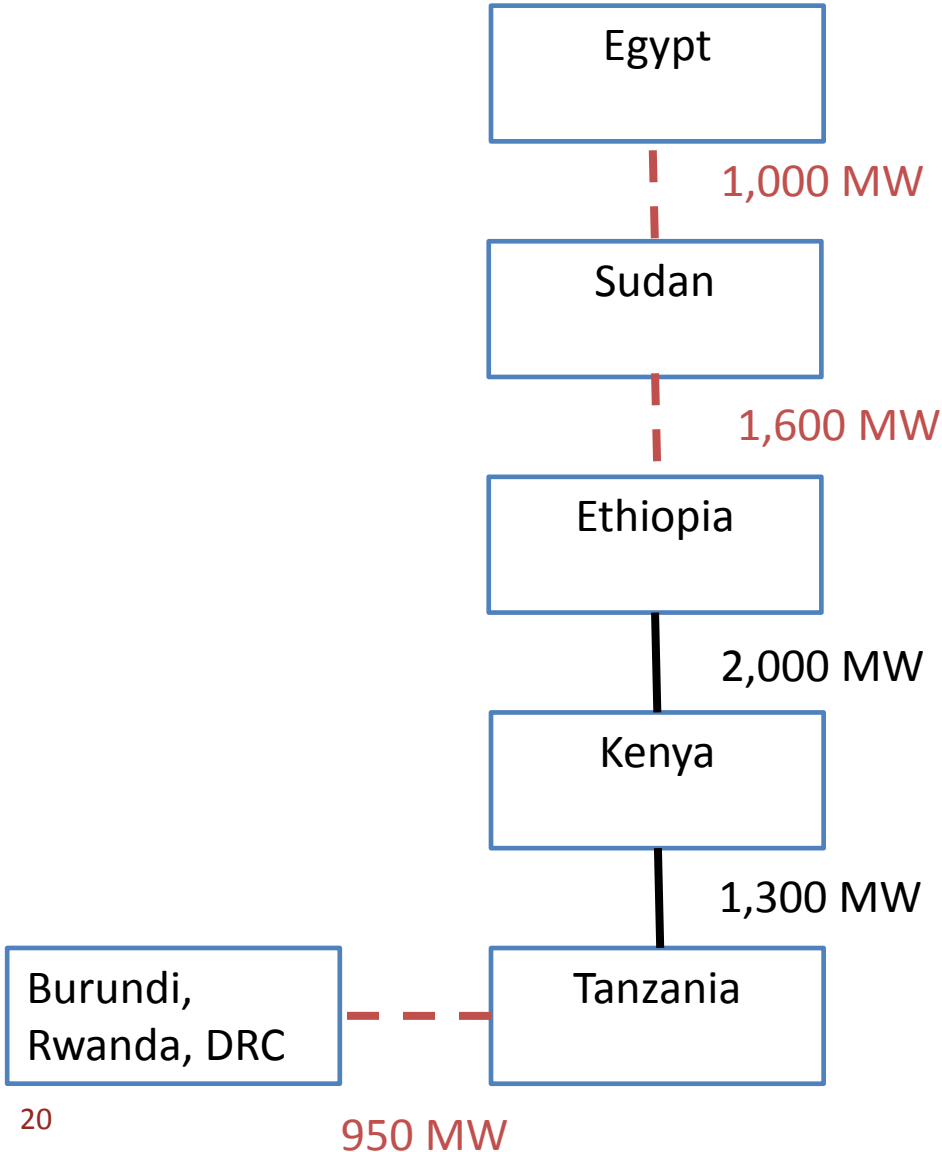 Egypt
1,000 MW
Sudan
1,600 MW
Ethiopia
2,000 MW
Kenya
1,300 MW
Tanzania
Burundi,
Rwanda, DRC
950 MW
20